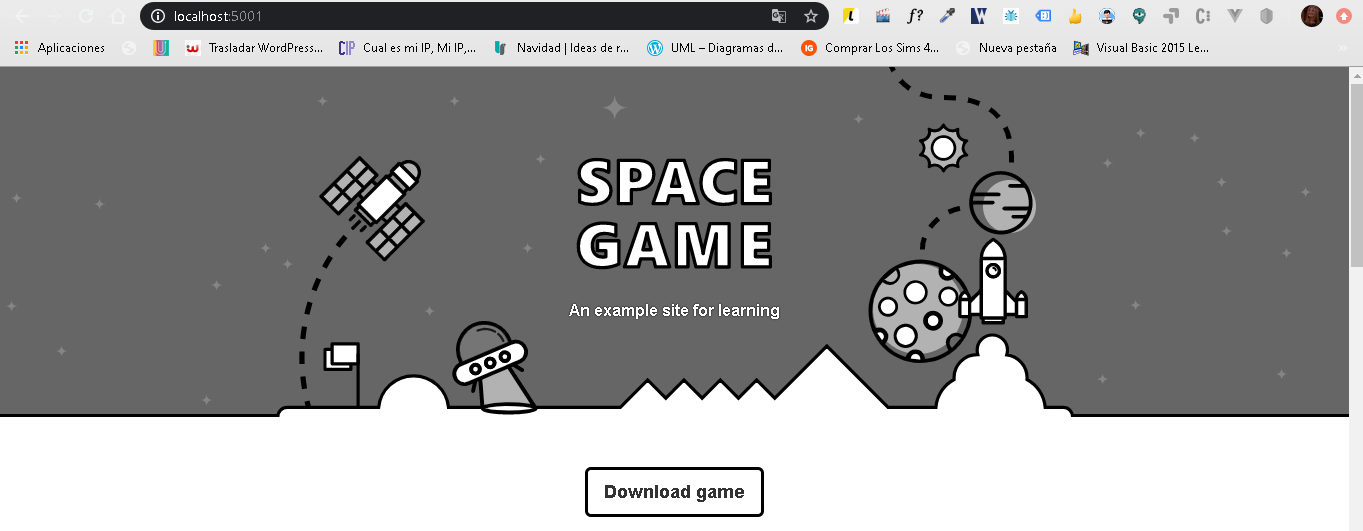 localhost:5001
Aplicaciones
Trasladar WordPress...
Cual es mi IP, Mi IP,...
Navidad | Ideas de r...
UML – Diagramas d...
Comprar Los Sims 4...
Nueva pestaña
Visual Basic 2015 Le...
SPACE
GAME
An example site for learning
Download game